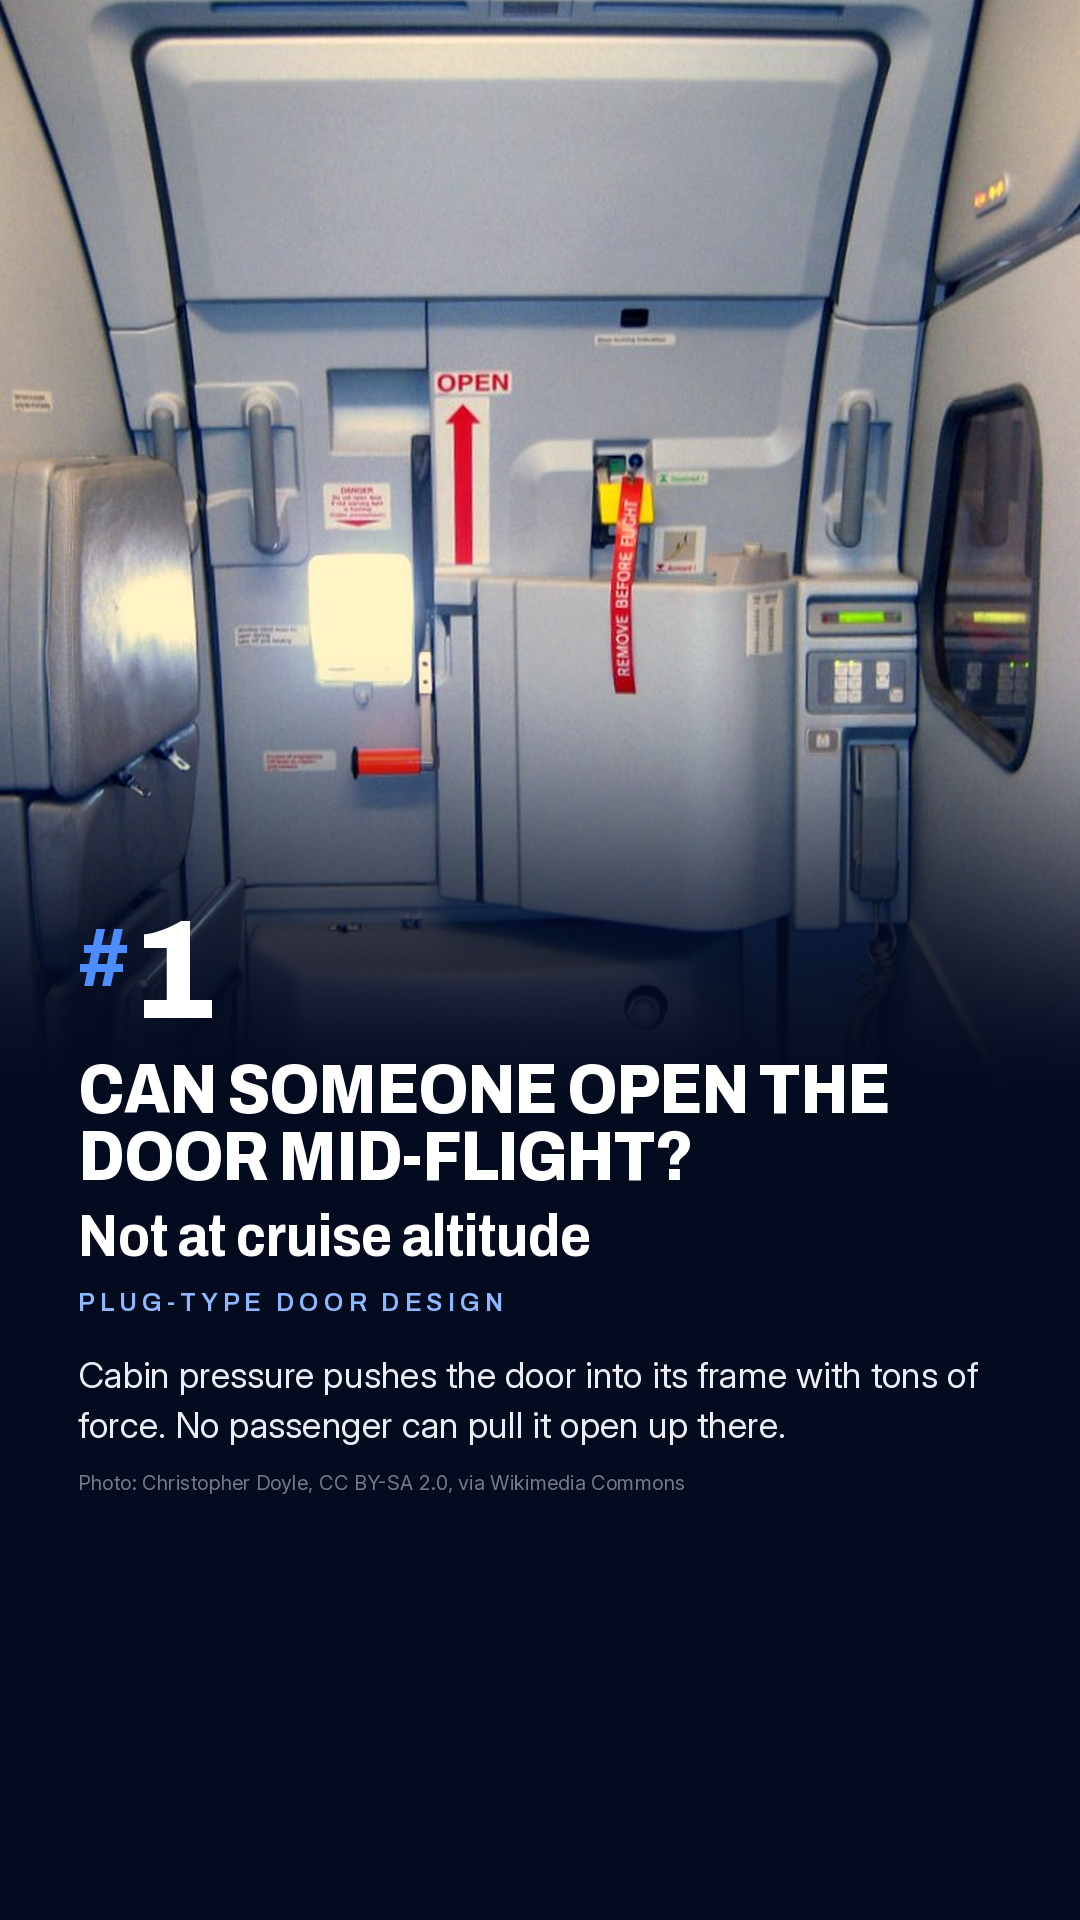 OPEN
DANGER
REMOVE BEFORE FLIGHT
#1
CAN SOMEONE OPEN THE
DOOR MID-FLIGHT?
Not at cruise altitude
PLUG-TYPE DOOR DESIGN
Cabin pressure pushes the door into its frame with tons of
force. No passenger can pull it open up there.
Photo: Christopher Doyle, CC BY-SA 2.0, via Wikimedia Commons